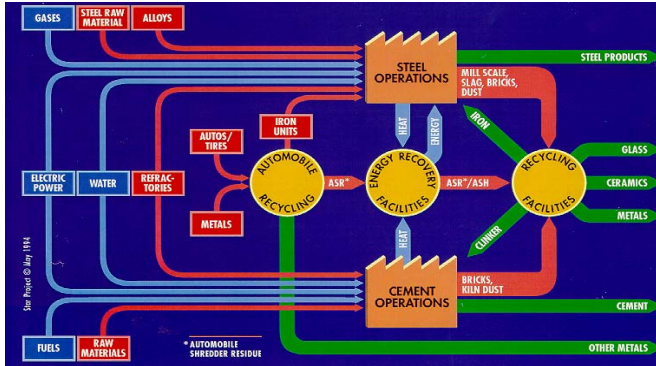 GASES
STEEL RAW
MATERIAL
ALLOYS
STEEL
OPERATIONS
STEEL PRODUCTS
MILL SCALE,
SLAG, BRICKS,
DUST
IRON
UNITS
AUTOS/
TIRES
HEAT
ENERGY
IRON
GLASS
ELECTRIC
POWER
WATER
REFRAC-
TORIES
AUTOMOBILE
RECYCLING
ASR*
ENERGY RECOVERY
FACILITIES
ASR*/ASH
RECYCLING
FACILITIES
CERAMICS
METALS
METALS
HEAT
CLINKER
Star Project © May 1994
CEMENT
OPERATIONS
BRICKS,
KILN DUST
CEMENT
FUELS
RAW
MATERIALS
* AUTOMOBILE
SHREDDER RESIDUE
OTHER METALS